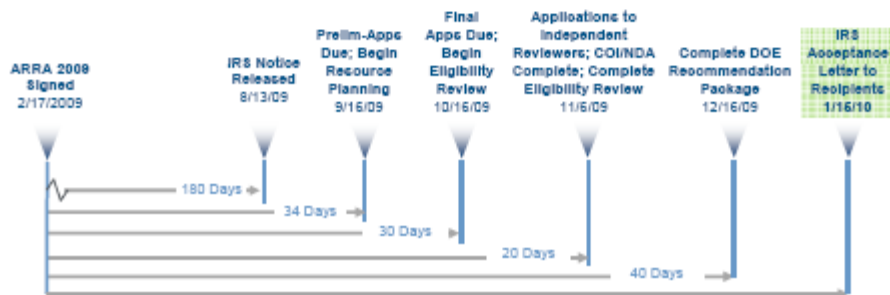 ARRA 2009
Signed
2/17/2009
IRS Notice
Released
8/13/09
Prelim-Apps
Due; Begin
Resource
Planning
9/16/09
Final
Apps Due;
Begin
Eligibility
Review
10/16/09
Applications to
Independent
Reviewers; COI/NDA
Complete; Complete
Eligibility Review
11/6/09
Complete DOE
Recommendation
Package
12/16/09
IRS
Acceptance
Letter to
Recipients
1/16/10
180 Days
34 Days
30 Days
20 Days
40 Days